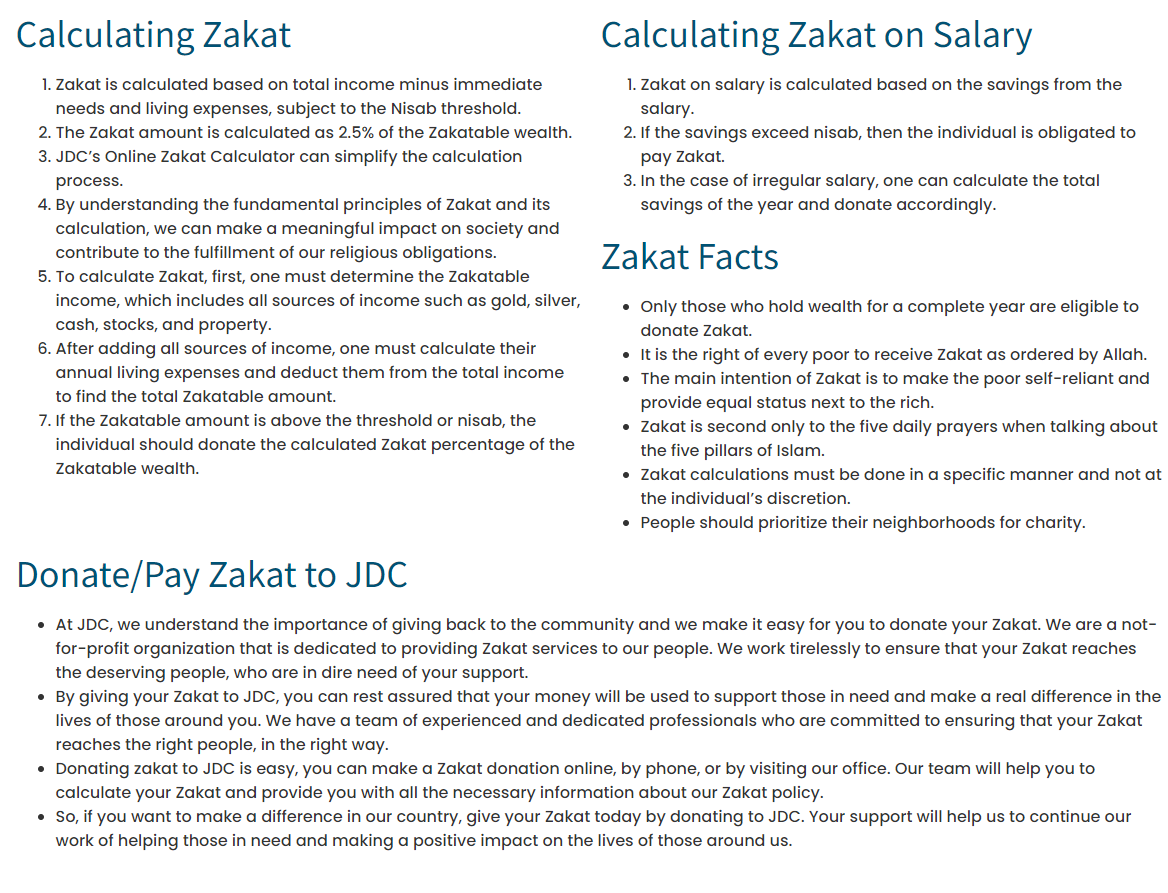 Calculating Zakat
1. Zakat is calculated based on total income minus immediate
needs and living expenses, subject to the Nisab threshold.
2. The Zakat amount is calculated as 2.5% of the Zakatable wealth.
3. JDC’s Online Zakat Calculator can simplify the calculation
process.
4. By understanding the fundamental principles of Zakat and its
calculation, we can make a meaningful impact on society and
contribute to the fulfillment of our religious obligations.
5. To calculate Zakat, first, one must determine the Zakatable
income, which includes all sources of income such as gold, silver,
cash, stocks, and property.
6. After adding all sources of income, one must calculate their
annual living expenses and deduct them from the total income
to find the total Zakatable amount.
7. If the Zakatable amount is above the threshold or nisab, the
individual should donate the calculated Zakat percentage of the
Zakatable wealth.
Calculating Zakat on Salary
1. Zakat on salary is calculated based on the savings from the
salary.
2. If the savings exceed nisab, then the individual is obligated to
pay Zakat.
3. In the case of irregular salary, one can calculate the total
savings of the year and donate accordingly.
Zakat Facts
• Only those who hold wealth for a complete year are eligible to
donate Zakat.
• It is the right of every poor to receive Zakat as ordered by Allah.
• The main intention of Zakat is to make the poor self-reliant and
provide equal status next to the rich.
• Zakat is second only to the five daily prayers when talking about
the five pillars of Islam.
• Zakat calculations must be done in a specific manner and not at
the individual’s discretion.
• People should prioritize their neighborhoods for charity.
Donate/Pay Zakat to JDC
• At JDC, we understand the importance of giving back to the community and we make it easy for you to donate your Zakat. We are a not-
for-profit organization that is dedicated to providing Zakat services to our people. We work tirelessly to ensure that your Zakat reaches
the deserving people, who are in dire need of your support.
• By giving your Zakat to JDC, you can rest assured that your money will be used to support those in need and make a real difference in the
lives of those around you. We have a team of experienced and dedicated professionals who are committed to ensuring that your Zakat
reaches the right people, in the right way.
• Donating zakat to JDC is easy, you can make a Zakat donation online, by phone, or by visiting our office. Our team will help you to
calculate your Zakat and provide you with all the necessary information about our Zakat policy.
• So, if you want to make a difference in our country, give your Zakat today by donating to JDC. Your support will help us to continue our
work of helping those in need and making a positive impact on the lives of those around us.